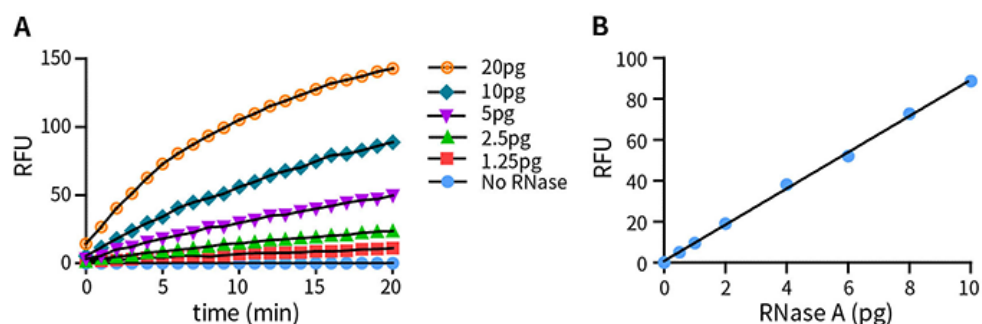 A
RFU
150
100
50
0
0 5 10 15 20
time (min)
20pg
10pg
5pg
2.5pg
1.25pg
No RNase
B
RFU
100
80
60
40
20
0
0 2 4 6 8 10
RNase A (pg)